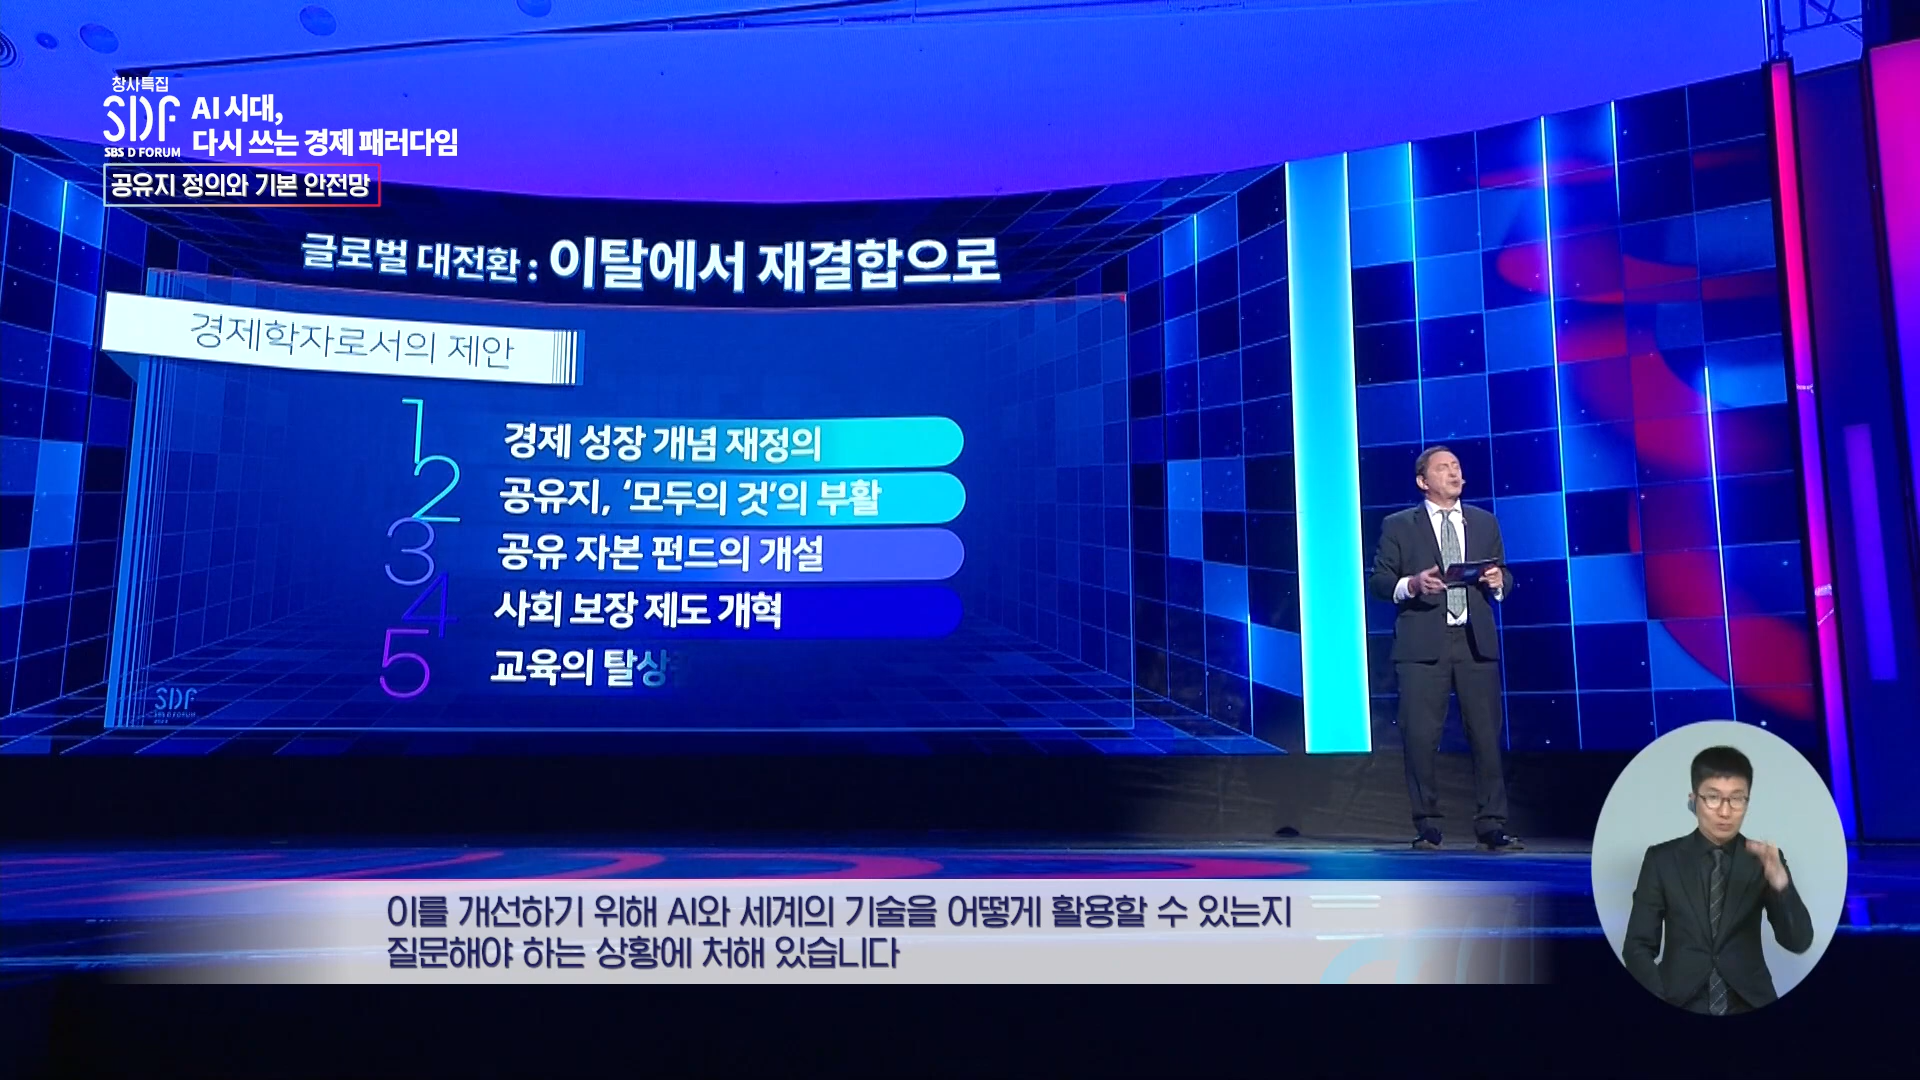 창사특집
SDF
SBS D FORUM
AI 시대,
다시 쓰는 경제 패러다임
공유지 정의와 기본 안전망
글로벌 대전환 : 이탈에서 재결합으로
경제학자로서의 제안
1 경제 성장 개념 재정의
2 공유지, ‘모두의 것’의 부활
3 공유 자본 펀드의 개설
4 사회 보장 제도 개혁
5 교육의 탈상
SDF
SBS D FORUM
이를 개선하기 위해 AI와 세계의 기술을 어떻게 활용할 수 있는지
질문해야 하는 상황에 처해 있습니다